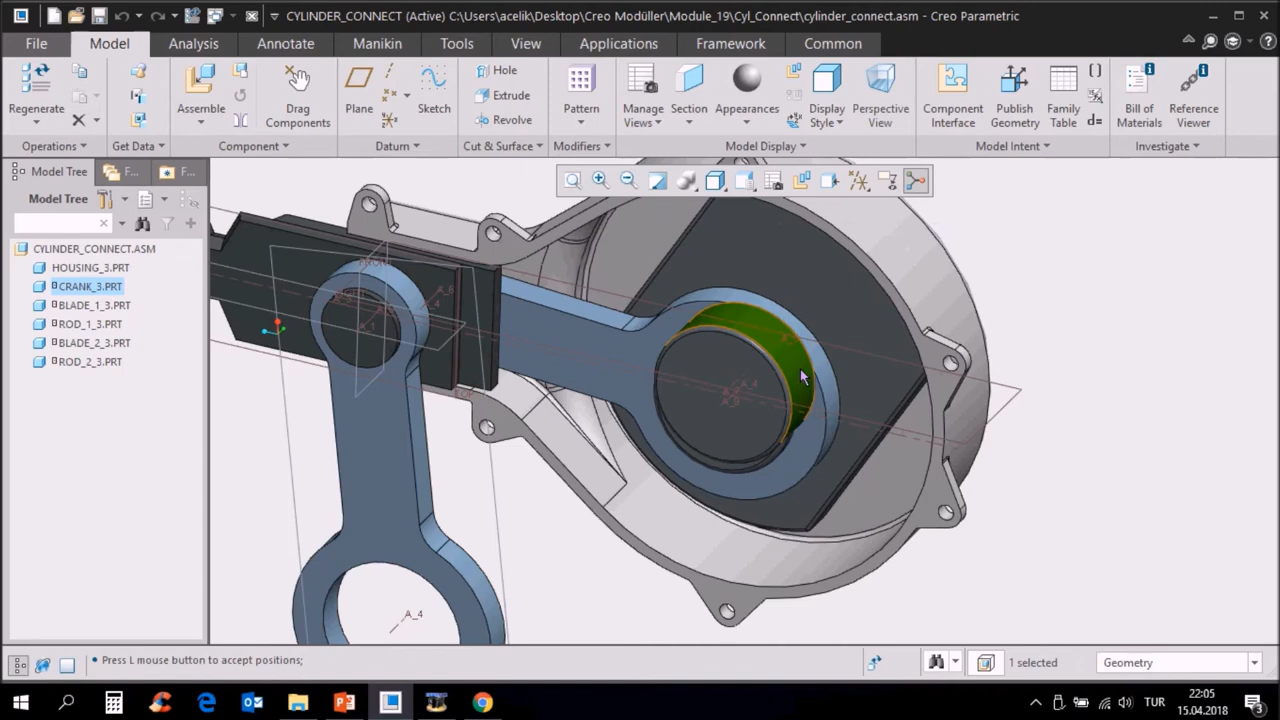 CYLINDER_CONNECT (Active) C:\Users\acelik\Desktop\Creo Modüller\Module_19\Cyl_Connect\cylinder_connect.asm - Creo Parametric
File Model Analysis Annotate Manikin Tools View Applications Framework Common
Regenerate
Assemble
Drag Components
Plane
Sketch
Hole
Extrude
Revolve
Pattern
Manage Views
Section
Appearances
Display Style
Perspective View
Component Interface
Publish Geometry
Family Table
Bill of Materials
Reference Viewer
Operations Get Data Component Datum Cut & Surface Modifiers Model Display Model Intent Investigate
Model Tree F... F...
Model Tree
CYLINDER_CONNECT.ASM
HOUSING_3.PRT
CRANK_3.PRT
BLADE_1_3.PRT
ROD_1_3.PRT
BLADE_2_3.PRT
ROD_2_3.PRT
A_6
A_1
A_4
A_4
Press L mouse button to accept positions;
1 selected
Geometry
TUR
22:05
15.04.2018
3